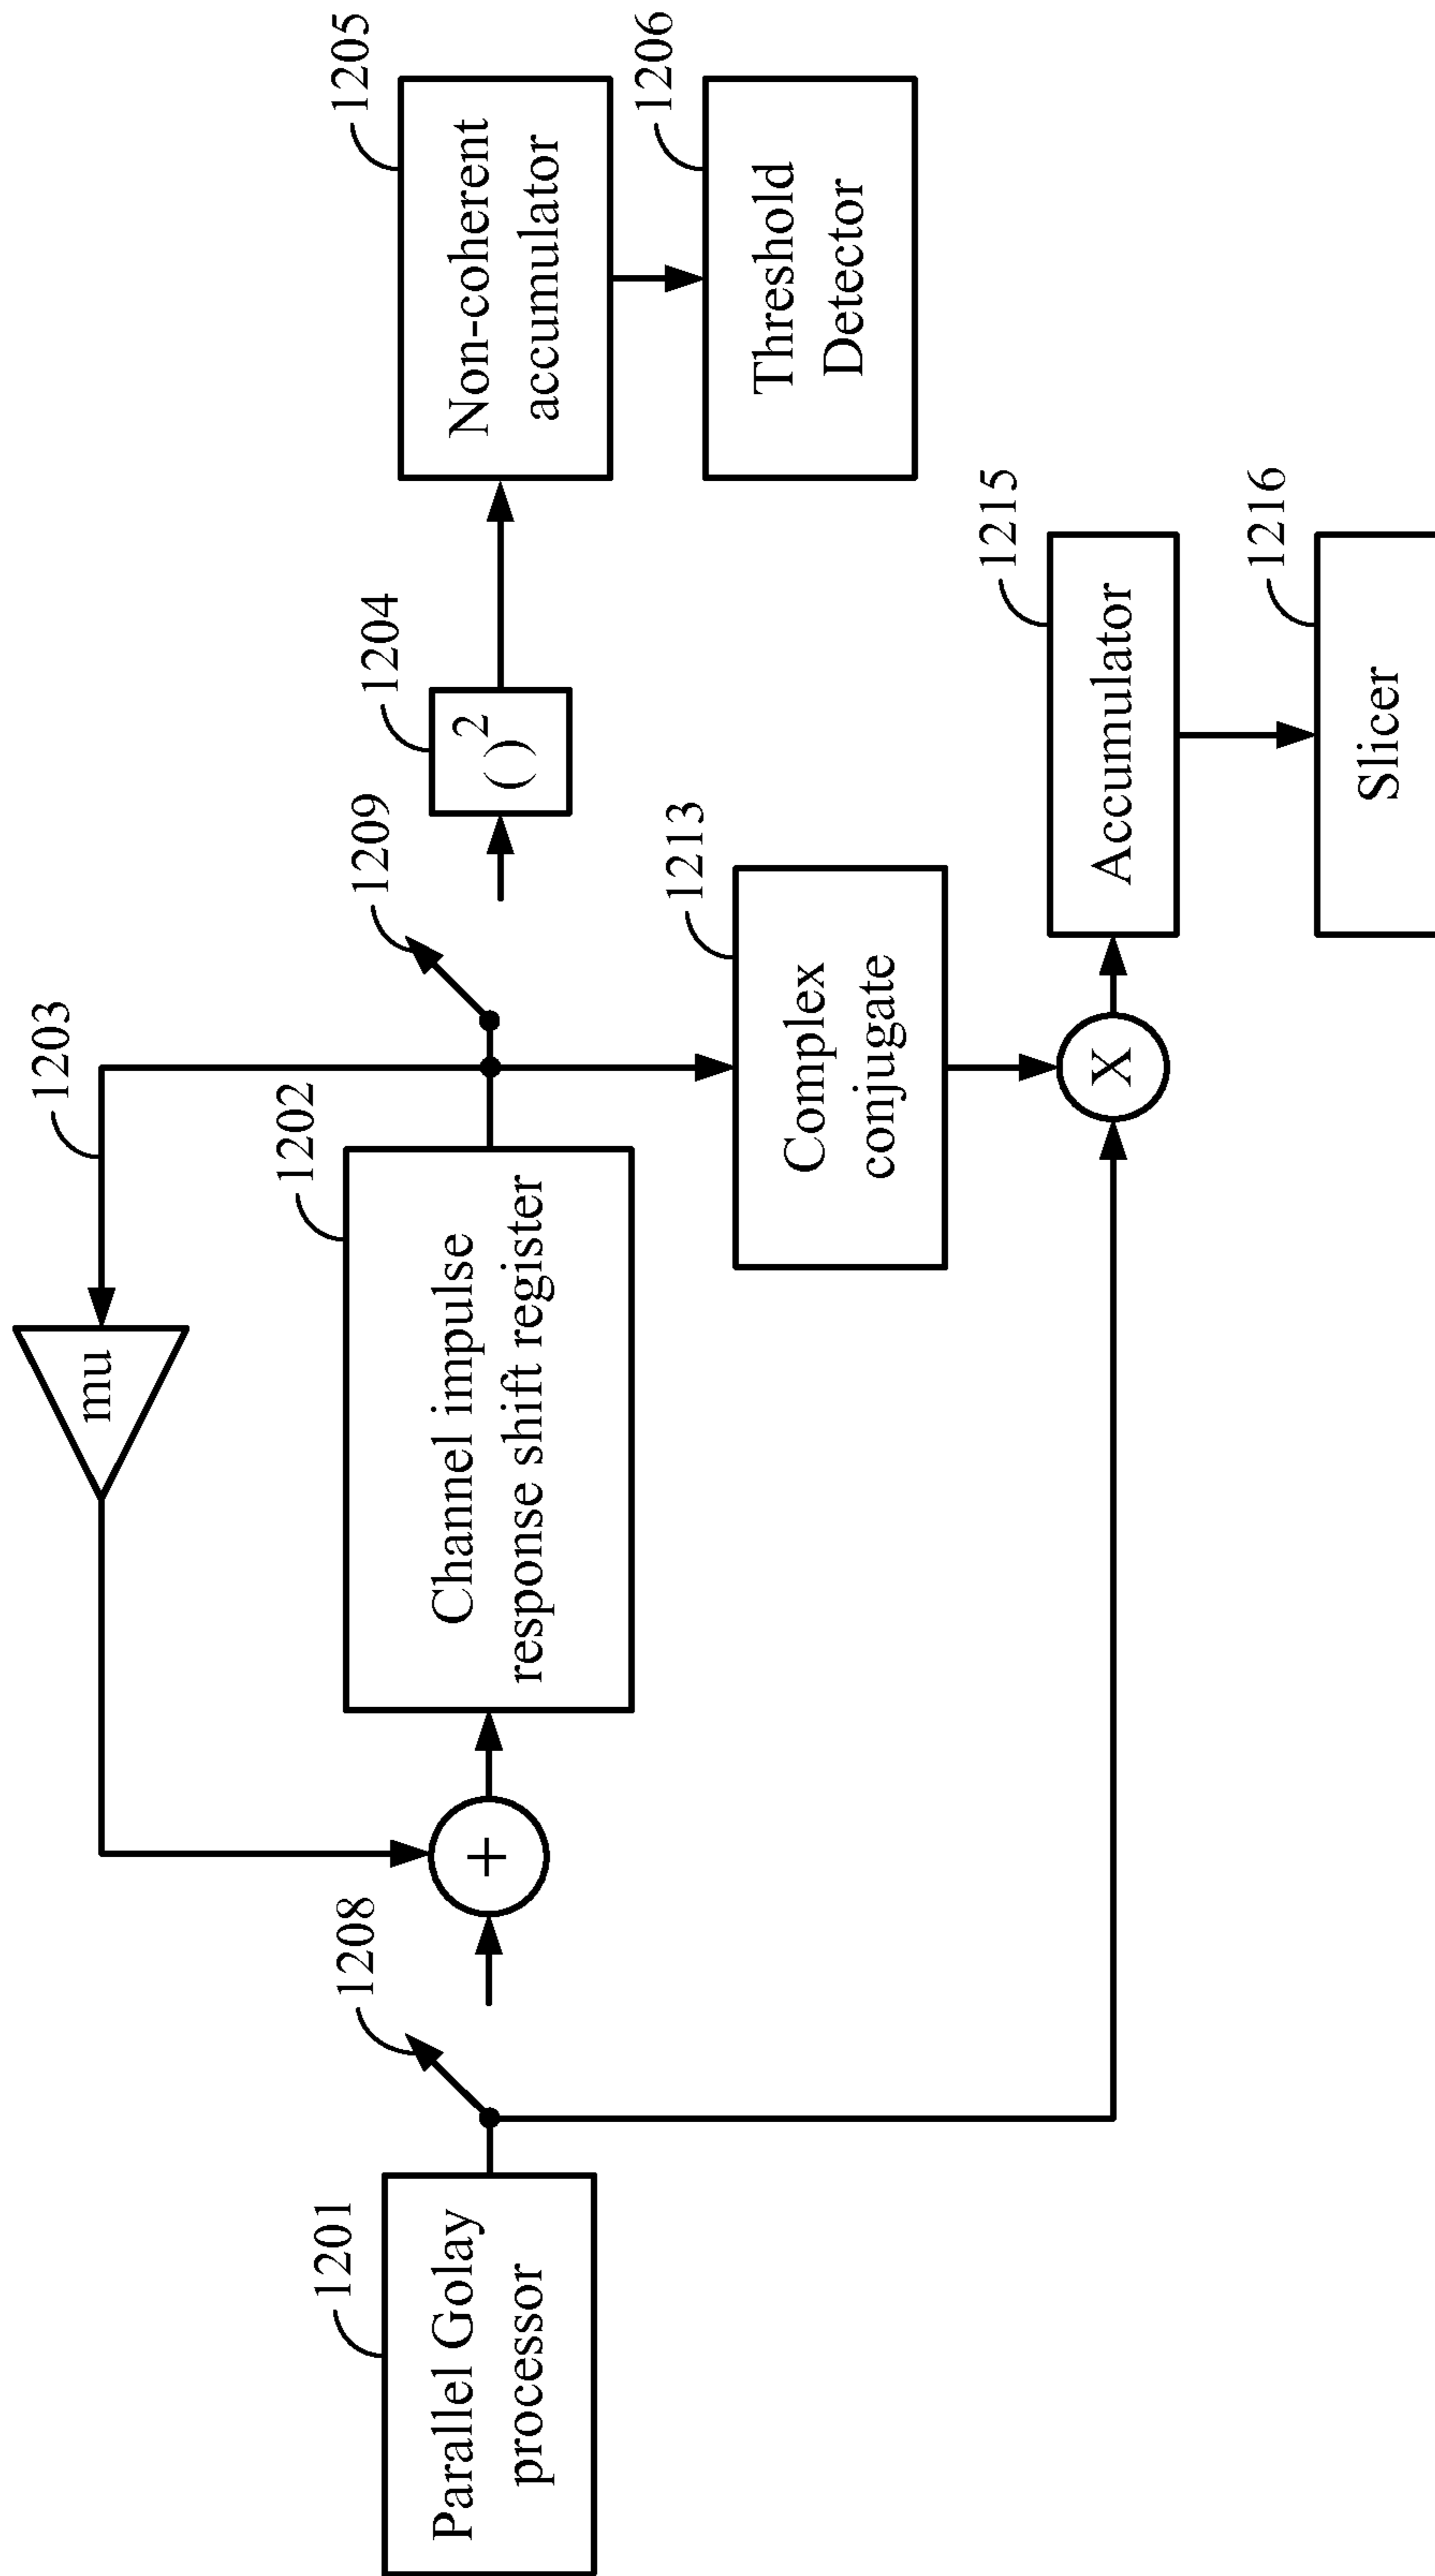 1203
mu
1201
Parallel Golay
processor
1208
+
1202
Channel impulse
response shift register
1209
1204
( )2
1205
Non-coherent
accumulator
1206
Threshold
Detector
1213
Complex
conjugate
X
1215
Accumulator
1216
Slicer